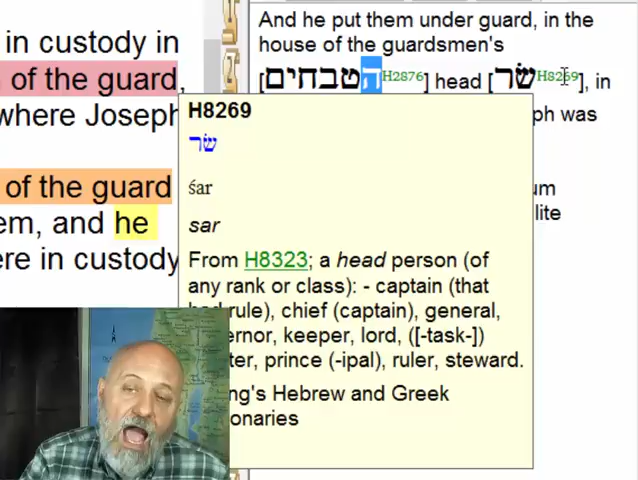 in custody in
of the guard,
where Joseph
of the guard
em, and he
ere in custody
And he put them under guard, in the
house of the guardsmen's
[הטבחים H2876] head [שׂר H8269], in
ph was
um
lite
H8269
שׂר
śar
sar
From H8323; a head person (of
any rank or class): - captain (that
rule), chief (captain), general,
ernor, keeper, lord, ([-task-])
ter, prince (-ipal), ruler, steward.
ng's Hebrew and Greek
onaries